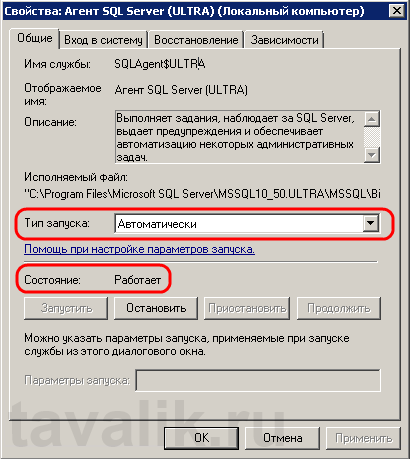 Свойства: Агент SQL Server (ULTRA) (Локальный компьютер)
Общие Вход в систему Восстановление Зависимости
Имя службы: SQLAgent$ULTRA
Отображаемое имя: Агент SQL Server (ULTRA)
Описание: Выполняет задания, наблюдает за SQL Server,
выдает предупреждения и обеспечивает
автоматизацию некоторых административных
задач.
Исполняемый файл:
"C:\Program Files\Microsoft SQL Server\MSSQL10_50.ULTRA\MSSQL\Bi
Тип запуска: Автоматически
Помощь при настройке параметров запуска.
Состояние: Работает
Запустить Остановить Приостановить Продолжить
Можно указать параметры запуска, применяемые при запуске
службы из этого диалогового окна.
Параметры запуска:
tavalik.ru
OK Отмена Применить